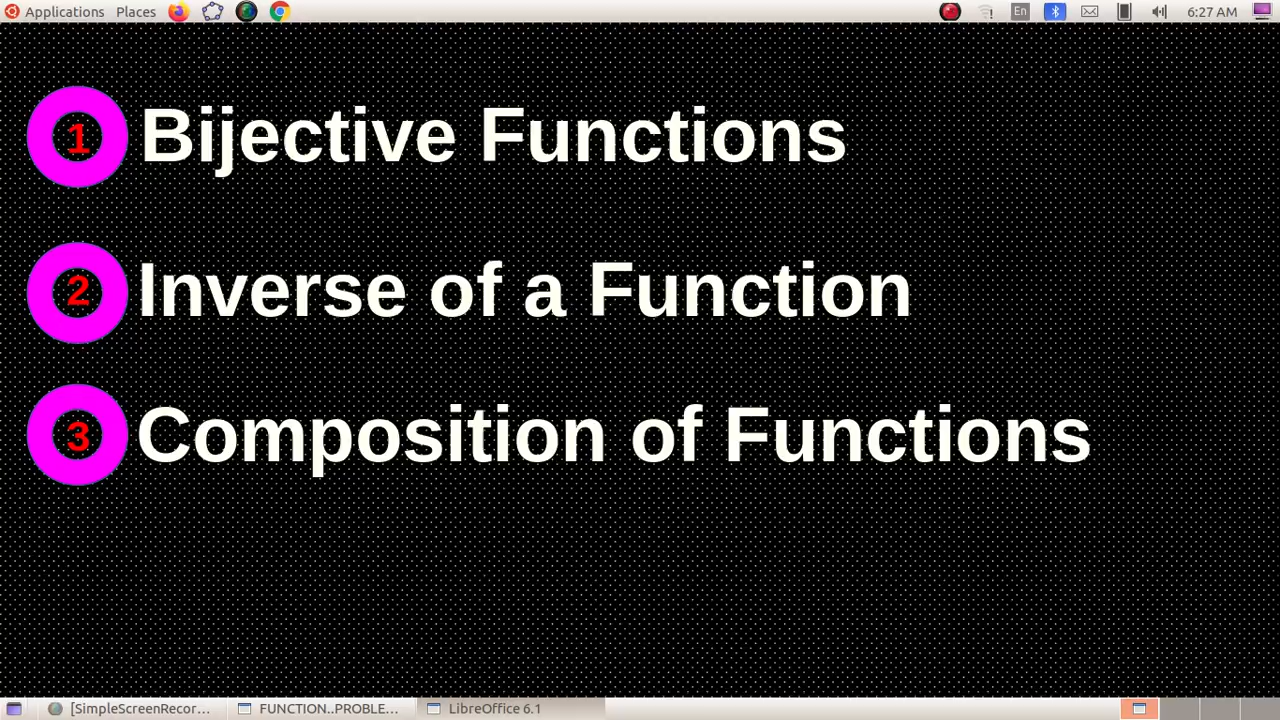 Applications Places En 6:27 AM
1 Bijective Functions
2 Inverse of a Function
3 Composition of Functions
[SimpleScreenRecor... FUNCTION..PROBLE... LibreOffice 6.1